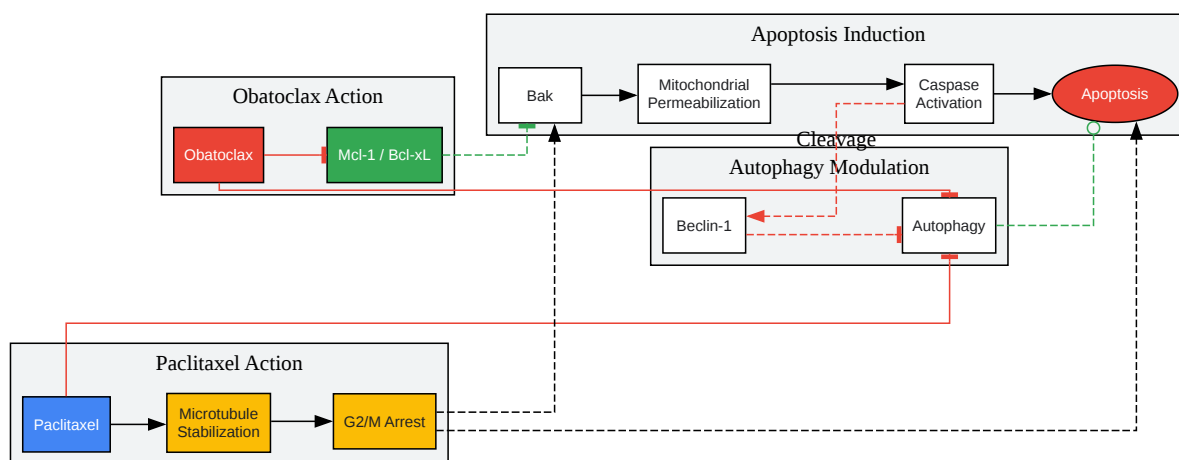 Apoptosis Induction
Bak
Mitochondrial
Permeabilization
Caspase
Activation
Apoptosis
Obatoclax Action
Obatoclax
Mcl-1 / Bcl-xL
Cleavage
Autophagy Modulation
Beclin-1
Autophagy
Paclitaxel Action
Paclitaxel
Microtubule
Stabilization
G2/M Arrest